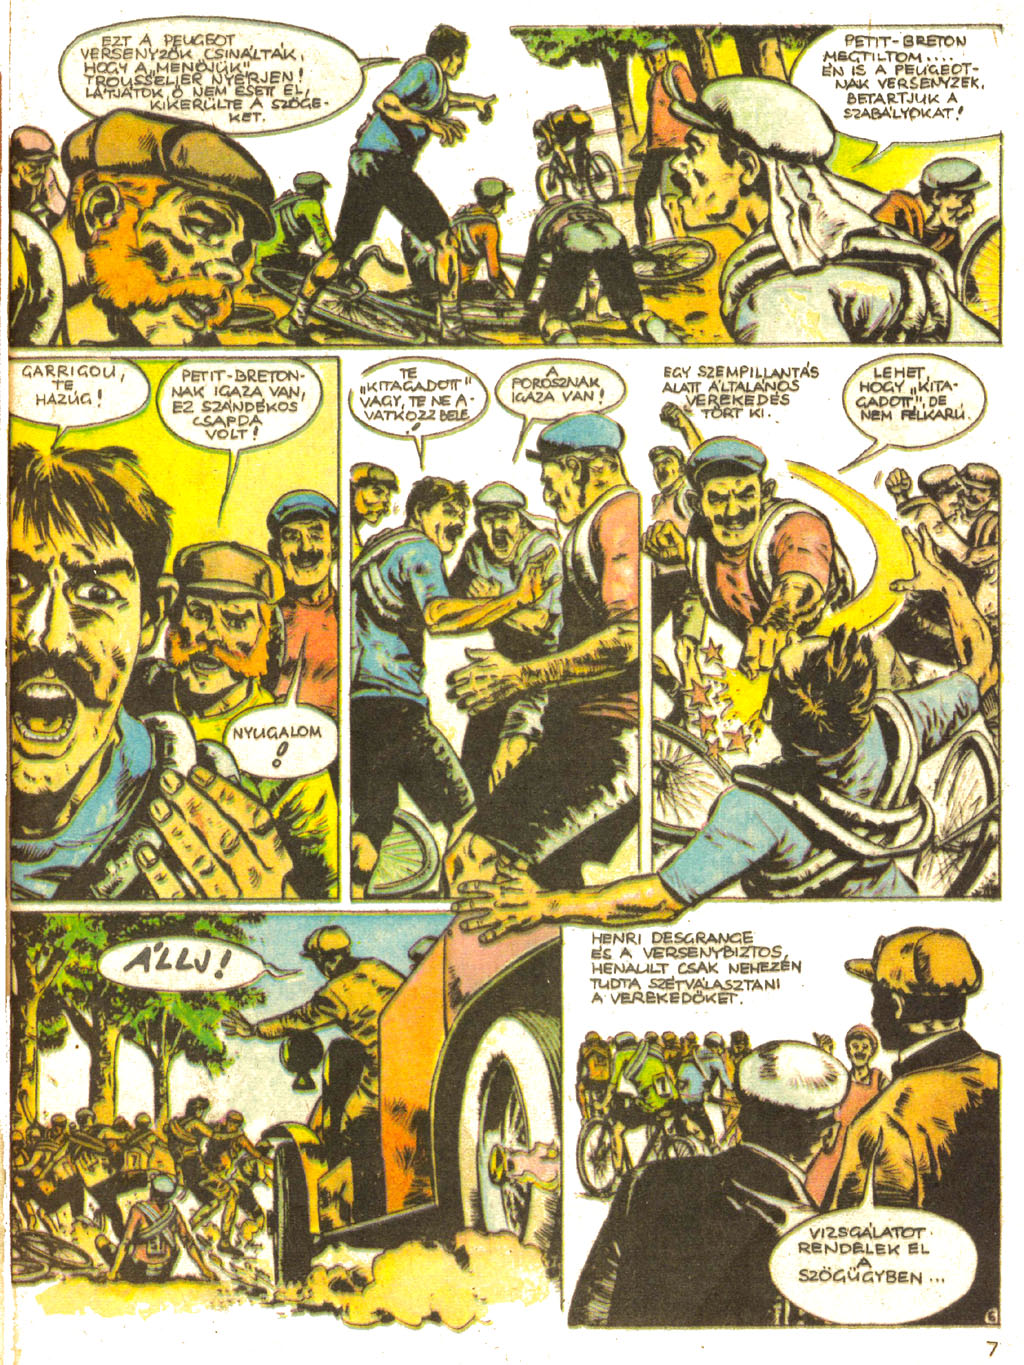 EZT A PEUGEOT
VERSENYZŐK CSINÁLTÁK,
HOGY A „MENŐJÜK"
TROUSSELIER NYERJEN!
LÁTJÁTOK, Ő NEM ESETT EL,
KIKERÜLTE A SZÖGE-
KET.
PETIT-BRETON
MEGTILTOM....
ÉN IS A PEUGEOT-
NAK VERSENYZEK,
BETARTJUK A
SZABÁLYOKAT!
GARRIGOU,
TE
HAZUG!
PETIT-BRETON-
NAK IGAZA VAN,
EZ SZÁNDÉKOS
CSAPDA
VOLT!
NYUGALOM
!
TE
„KITAGADOTT"
VAGY, TE NE A-
VATKOZZ BELE
!
A
POROSZNAK
IGAZA VAN!
EGY SZEMPILLANTÁS
ALATT ÁLTALÁNOS
VEREKEDÉS
TÖRT KI.
LEHET,
HOGY „KITA-
GADOTT", DE
NEM FÉLKARÚ.
ÁLLJ!
HENRI DESGRANGE
ÉS A VERSENYBIZTOS,
HENAULT CSAK NEHEZEN
TUDTA SZÉTVÁLASZTANI
A VEREKEDŐKET.
VIZSGÁLATOT
RENDELEK EL
A
SZÖGÜGYBEN...
6
7